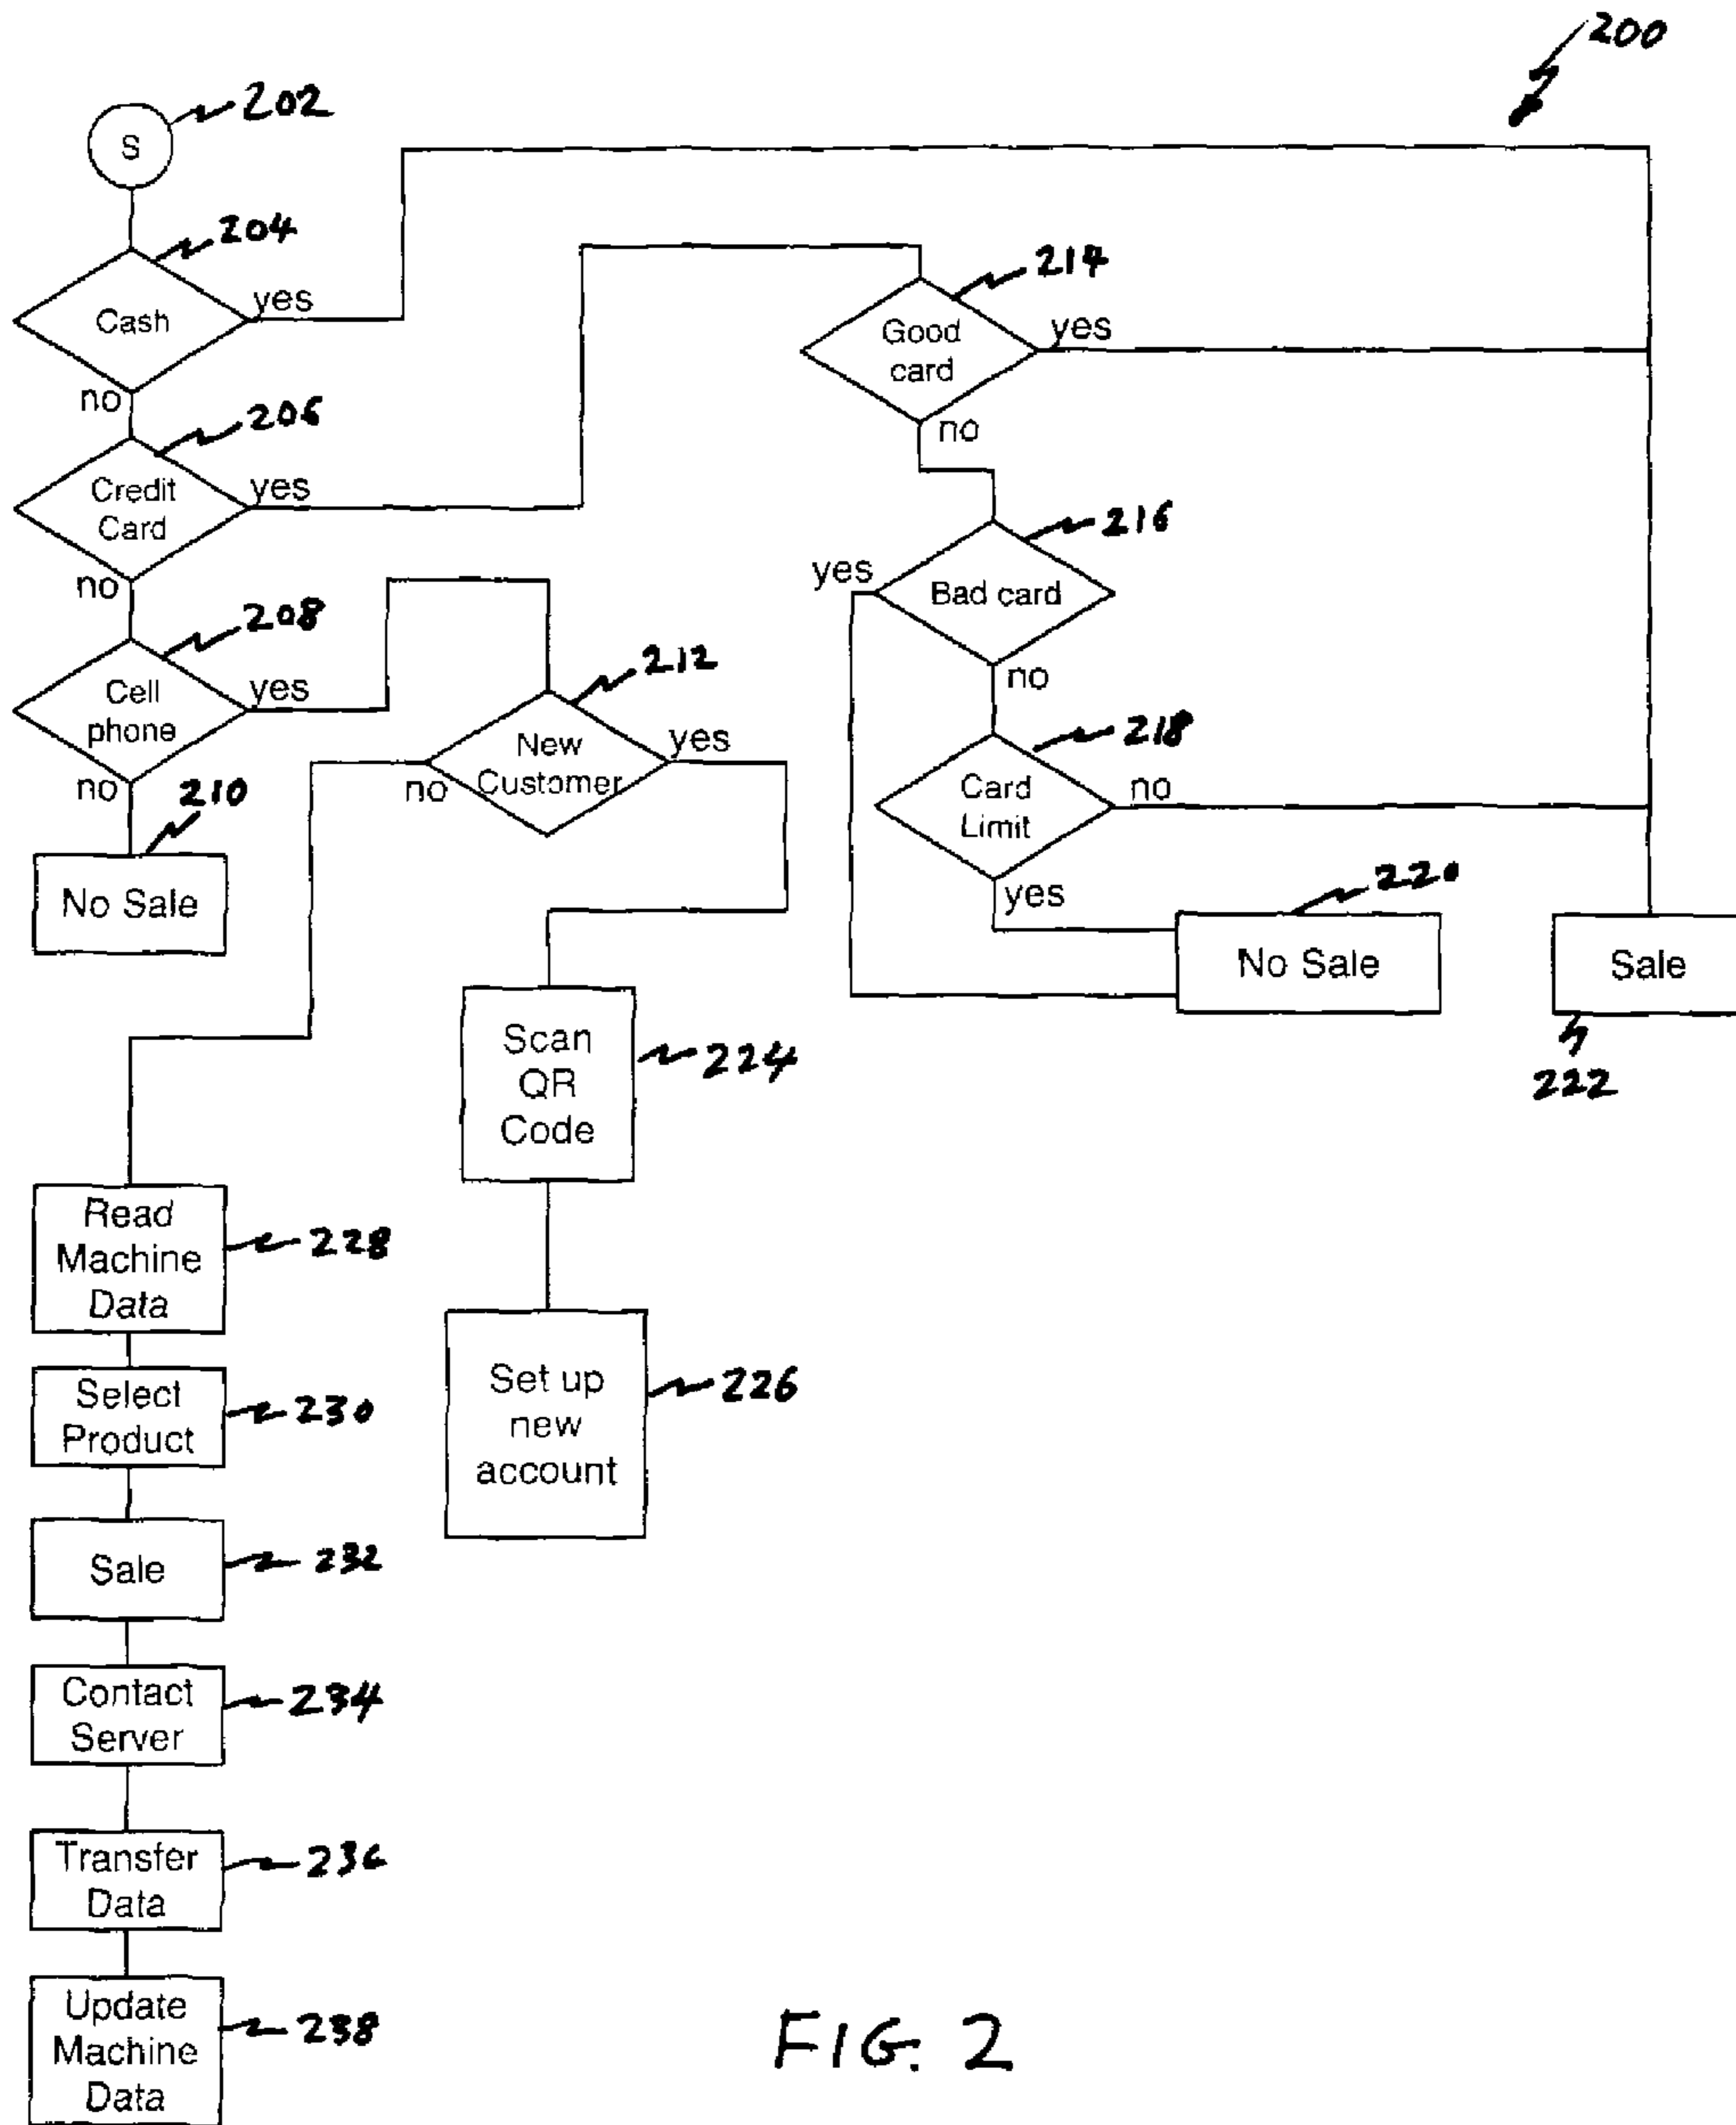 200
202
S
204
Cash
yes
no
206
Credit
Card
yes
no
208
Cell
phone
yes
no
210
No Sale
212
New
Customer
yes
no
214
Good
card
yes
no
216
Bad card
yes
no
218
Card
Limit
no
yes
220
No Sale
Sale
222
Scan
QR
Code
224
Set up
new
account
226
Read
Machine
Data
228
Select
Product
230
Sale
232
Contact
Server
234
Transfer
Data
236
Update
Machine
Data
238
FIG. 2